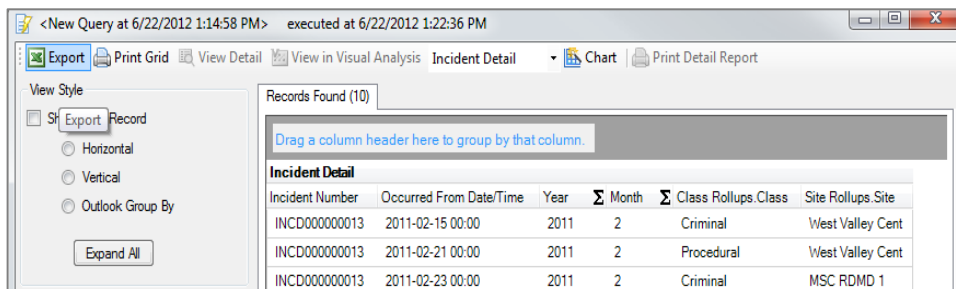 <New Query at 6/22/2012 1:14:58 PM> executed at 6/22/2012 1:22:36 PM
Export Print Grid View Detail View in Visual Analysis Incident Detail Chart Print Detail Report
View Style
Records Found (10)
Export Record
Drag a column header here to group by that column.
Horizontal
Vertical
Incident Detail
Incident Number Occurred From Date/Time Year Σ Month Σ Class Rollups.Class Site Rollups.Site
Outlook Group By
INCD000000013 2011-02-15 00:00 2011 2 Criminal West Valley Cent
Expand All
INCD000000013 2011-02-21 00:00 2011 2 Procedural West Valley Cent
INCD000000013 2011-02-23 00:00 2011 2 Criminal MSC RDMD 1